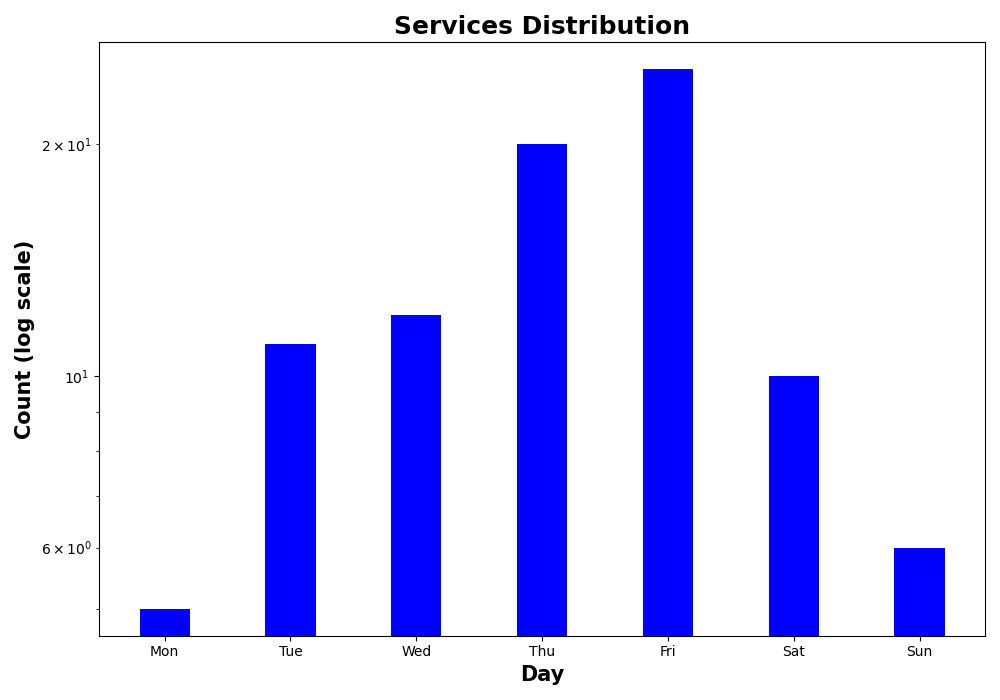 Services Distribution
Count (log scale)
2 × 10¹
10¹
6 × 10⁰
Mon Tue Wed Thu Fri Sat Sun
Day